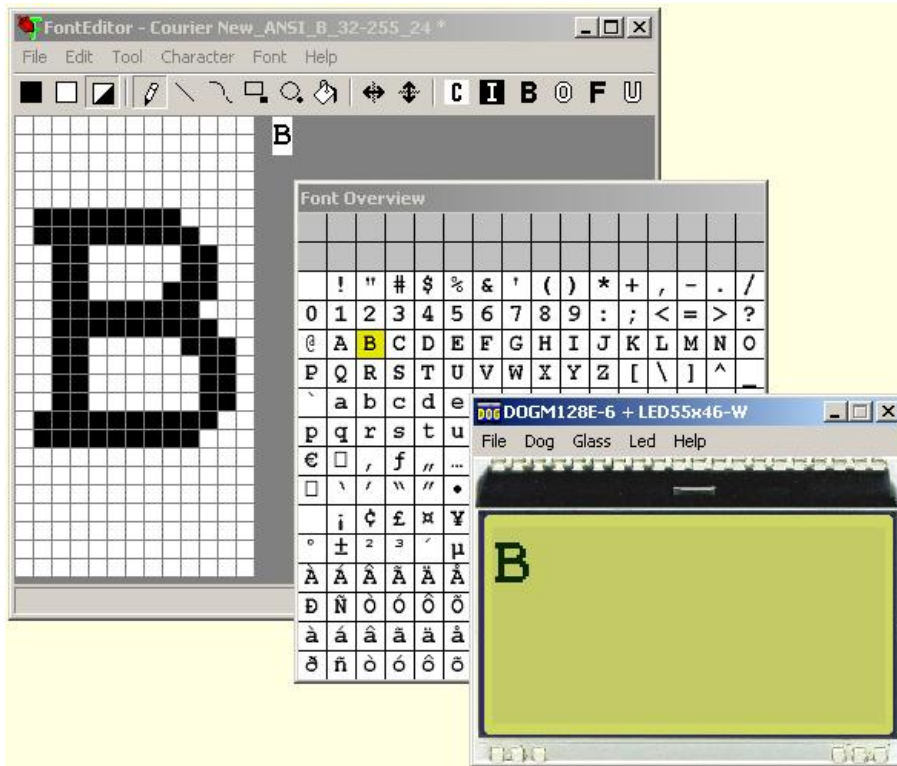 FontEditor - Courier New_ANSI_B_32-255_24 *
File Edit Tool Character Font Help
C I B O F U
B
Font Overview
! " # $ % & ' ( ) * + , - . /
0 1 2 3 4 5 6 7 8 9 : ; < = > ?
@ A B C D E F G H I J K L M N O
P Q R S T U V W X Y Z [ \ ] ^ _
` a b c d e
p q r s t u
€ □ ‚ ƒ „ …
□ ‘ ’ “ ” •
¡ ¢ £ ¤ ¥
° ± ² ³ ´ µ
À Á Â Ã Ä Å
Ð Ñ Ò Ó Ô Õ
à á â ã ä å
ð ñ ò ó ô õ
DOG DOGM128E-6 + LED55x46-W
File Dog Glass Led Help
B